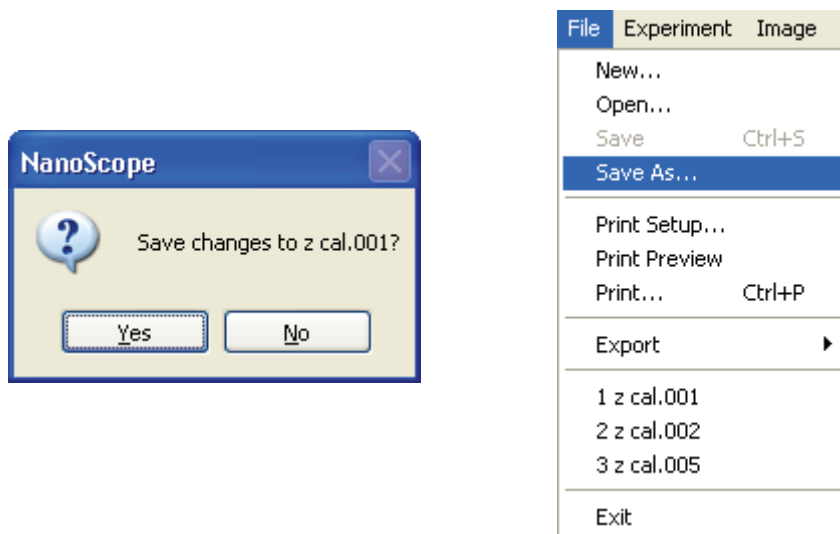 NanoScope
Save changes to z cal.001?
Yes No
File Experiment Image
New...
Open...
Save Ctrl+S
Save As...
Print Setup...
Print Preview
Print... Ctrl+P
Export
1 z cal.001
2 z cal.002
3 z cal.005
Exit